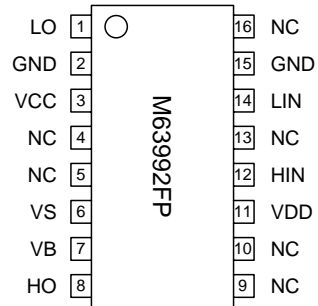 LO 1 16 NC
GND 2 15 GND
VCC 3 14 LIN
NC 4 13 NC
NC 5 12 HIN
VS 6 11 VDD
VB 7 10 NC
HO 8 9 NC
M63992FP